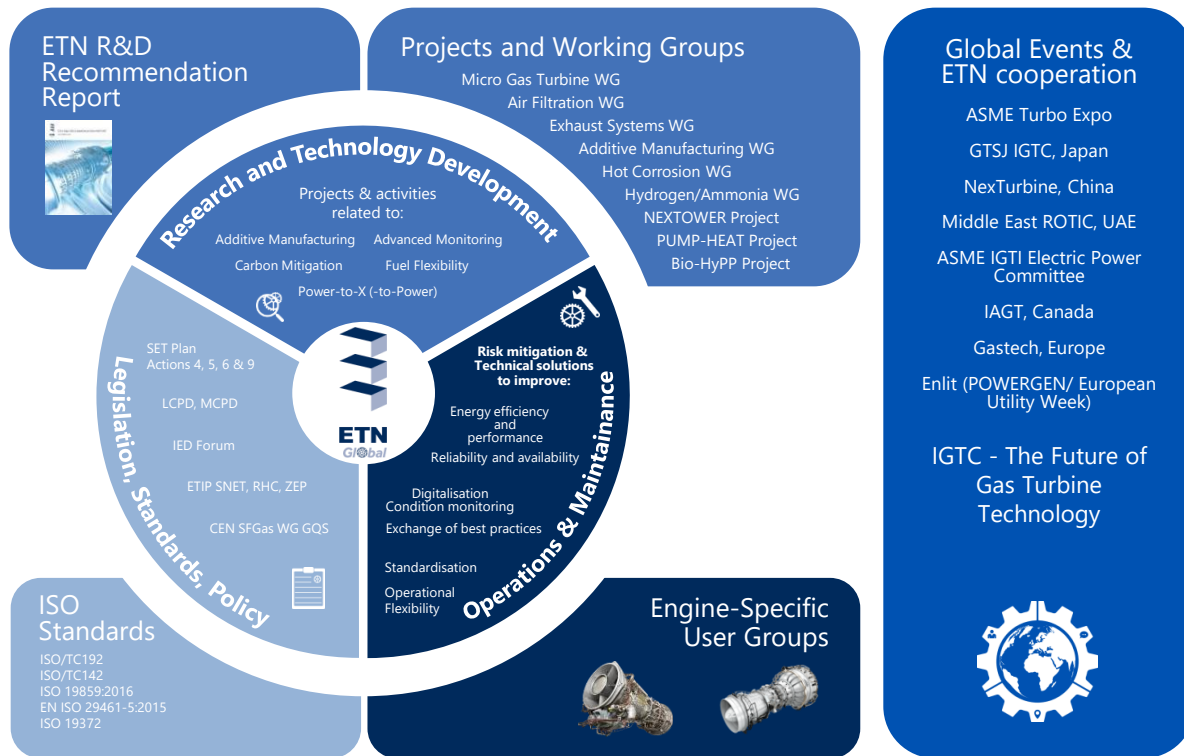 ETN R&D
Recommendation
Report
Projects and Working Groups
Micro Gas Turbine WG
Air Filtration WG
Exhaust Systems WG
Additive Manufacturing WG
Hot Corrosion WG
Hydrogen/Ammonia WG
NEXTOWER Project
PUMP-HEAT Project
Bio-HyPP Project
Research and Technology Development
Projects & activities
related to:
Additive Manufacturing
Advanced Monitoring
Carbon Mitigation
Fuel Flexibility
Power-to-X (-to-Power)
Legislation, Standards, Policy
SET Plan
Actions 4, 5, 6 & 9
LCPD, MCPD
IED Forum
ETIP SNET, RHC, ZEP
CEN SFGas WG GQS
ETN
Global
Operations & Maintainance
Risk mitigation &
Technical solutions
to improve:
Energy efficiency
and
performance
Reliability and availability
Digitalisation
Condition monitoring
Exchange of best practices
Standardisation
Operational
Flexibility
ISO
Standards
ISO/TC192
ISO/TC142
ISO 19859:2016
EN ISO 29461-5:2015
ISO 19372
Engine-Specific
User Groups
Global Events &
ETN cooperation
ASME Turbo Expo
GTSJ IGTC, Japan
NexTurbine, China
Middle East ROTIC, UAE
ASME IGTI Electric Power
Committee
IAGT, Canada
Gastech, Europe
Enlit (POWERGEN/ European
Utility Week)
IGTC - The Future of
Gas Turbine
Technology